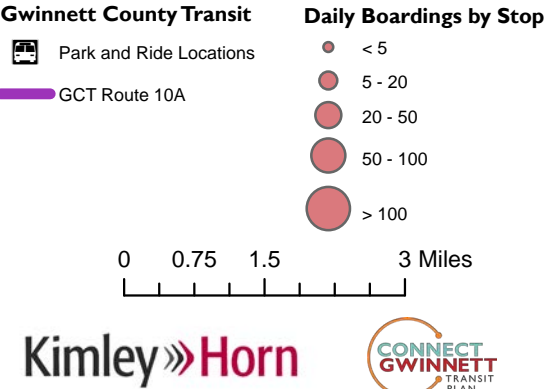 Gwinnett County Transit
Park and Ride Locations
GCT Route 10A
Daily Boardings by Stop
< 5
5 - 20
20 - 50
50 - 100
> 100
0 0.75 1.5 3 Miles
Kimley»Horn
CONNECT
GWINNETT
TRANSIT
PLAN